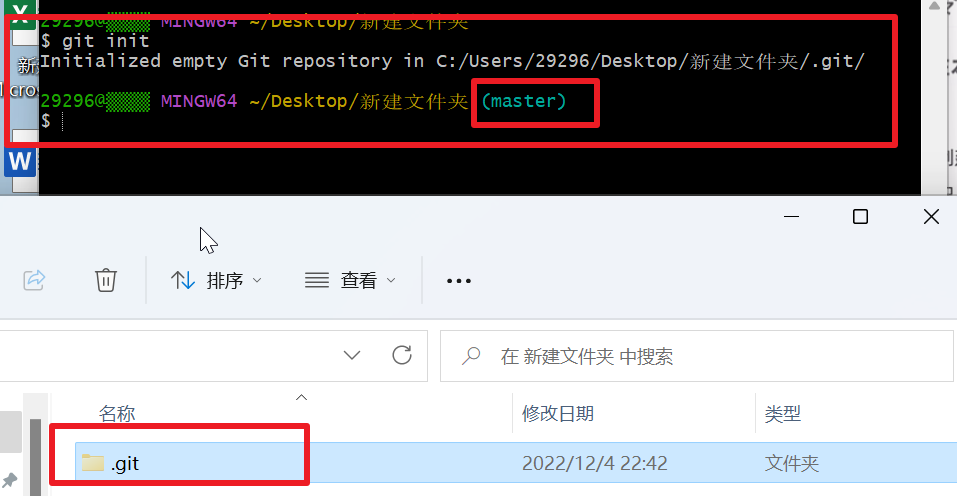 29296@▒▒▒▒▒ MINGW64 ~/Desktop/新建文件夹
$ git init
Initialized empty Git repository in C:/Users/29296/Desktop/新建文件夹/.git/
29296@▒▒▒▒▒ MINGW64 ~/Desktop/新建文件夹 (master)
$
X
W
排序
查看
在 新建文件夹 中搜索
名称 修改日期 类型
.git 2022/12/4 22:42 文件夹